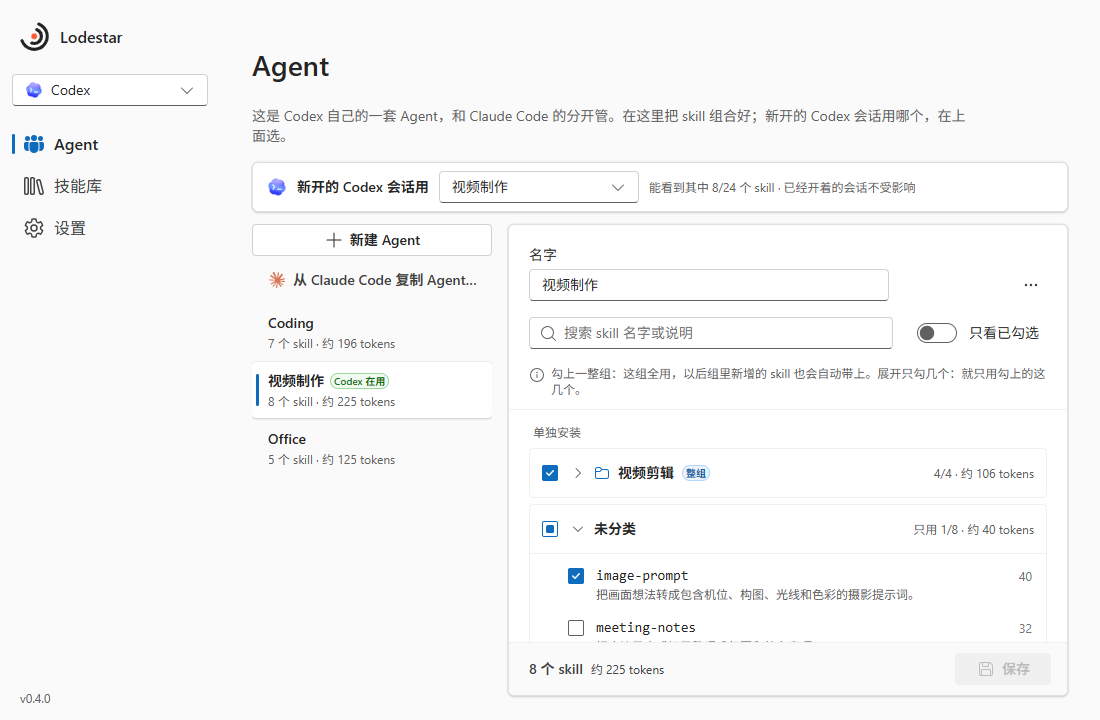 Lodestar
Codex
Agent
技能库
设置
v0.4.0
Agent
这是 Codex 自己的一套 Agent，和 Claude Code 的分开管。在这里把 skill 组合好；新开的 Codex 会话用哪个，在上
面选。
新开的 Codex 会话用
视频制作
能看到其中 8/24 个 skill · 已经开着的会话不受影响
新建 Agent
从 Claude Code 复制 Agent...
Coding
7 个 skill · 约 196 tokens
视频制作 Codex 在用
8 个 skill · 约 225 tokens
Office
5 个 skill · 约 125 tokens
名字
视频制作
搜索 skill 名字或说明
只看已勾选
勾上一整组：这组全用，以后组里新增的 skill 也会自动带上。展开只勾几个：就只用勾上的这
几个。
单独安装
视频剪辑 整组 4/4 · 约 106 tokens
未分类 只用 1/8 · 约 40 tokens
image-prompt 40
把画面想法转成包含机位、构图、光线和色彩的摄影提示词。
meeting-notes 32
8 个 skill 约 225 tokens
保存